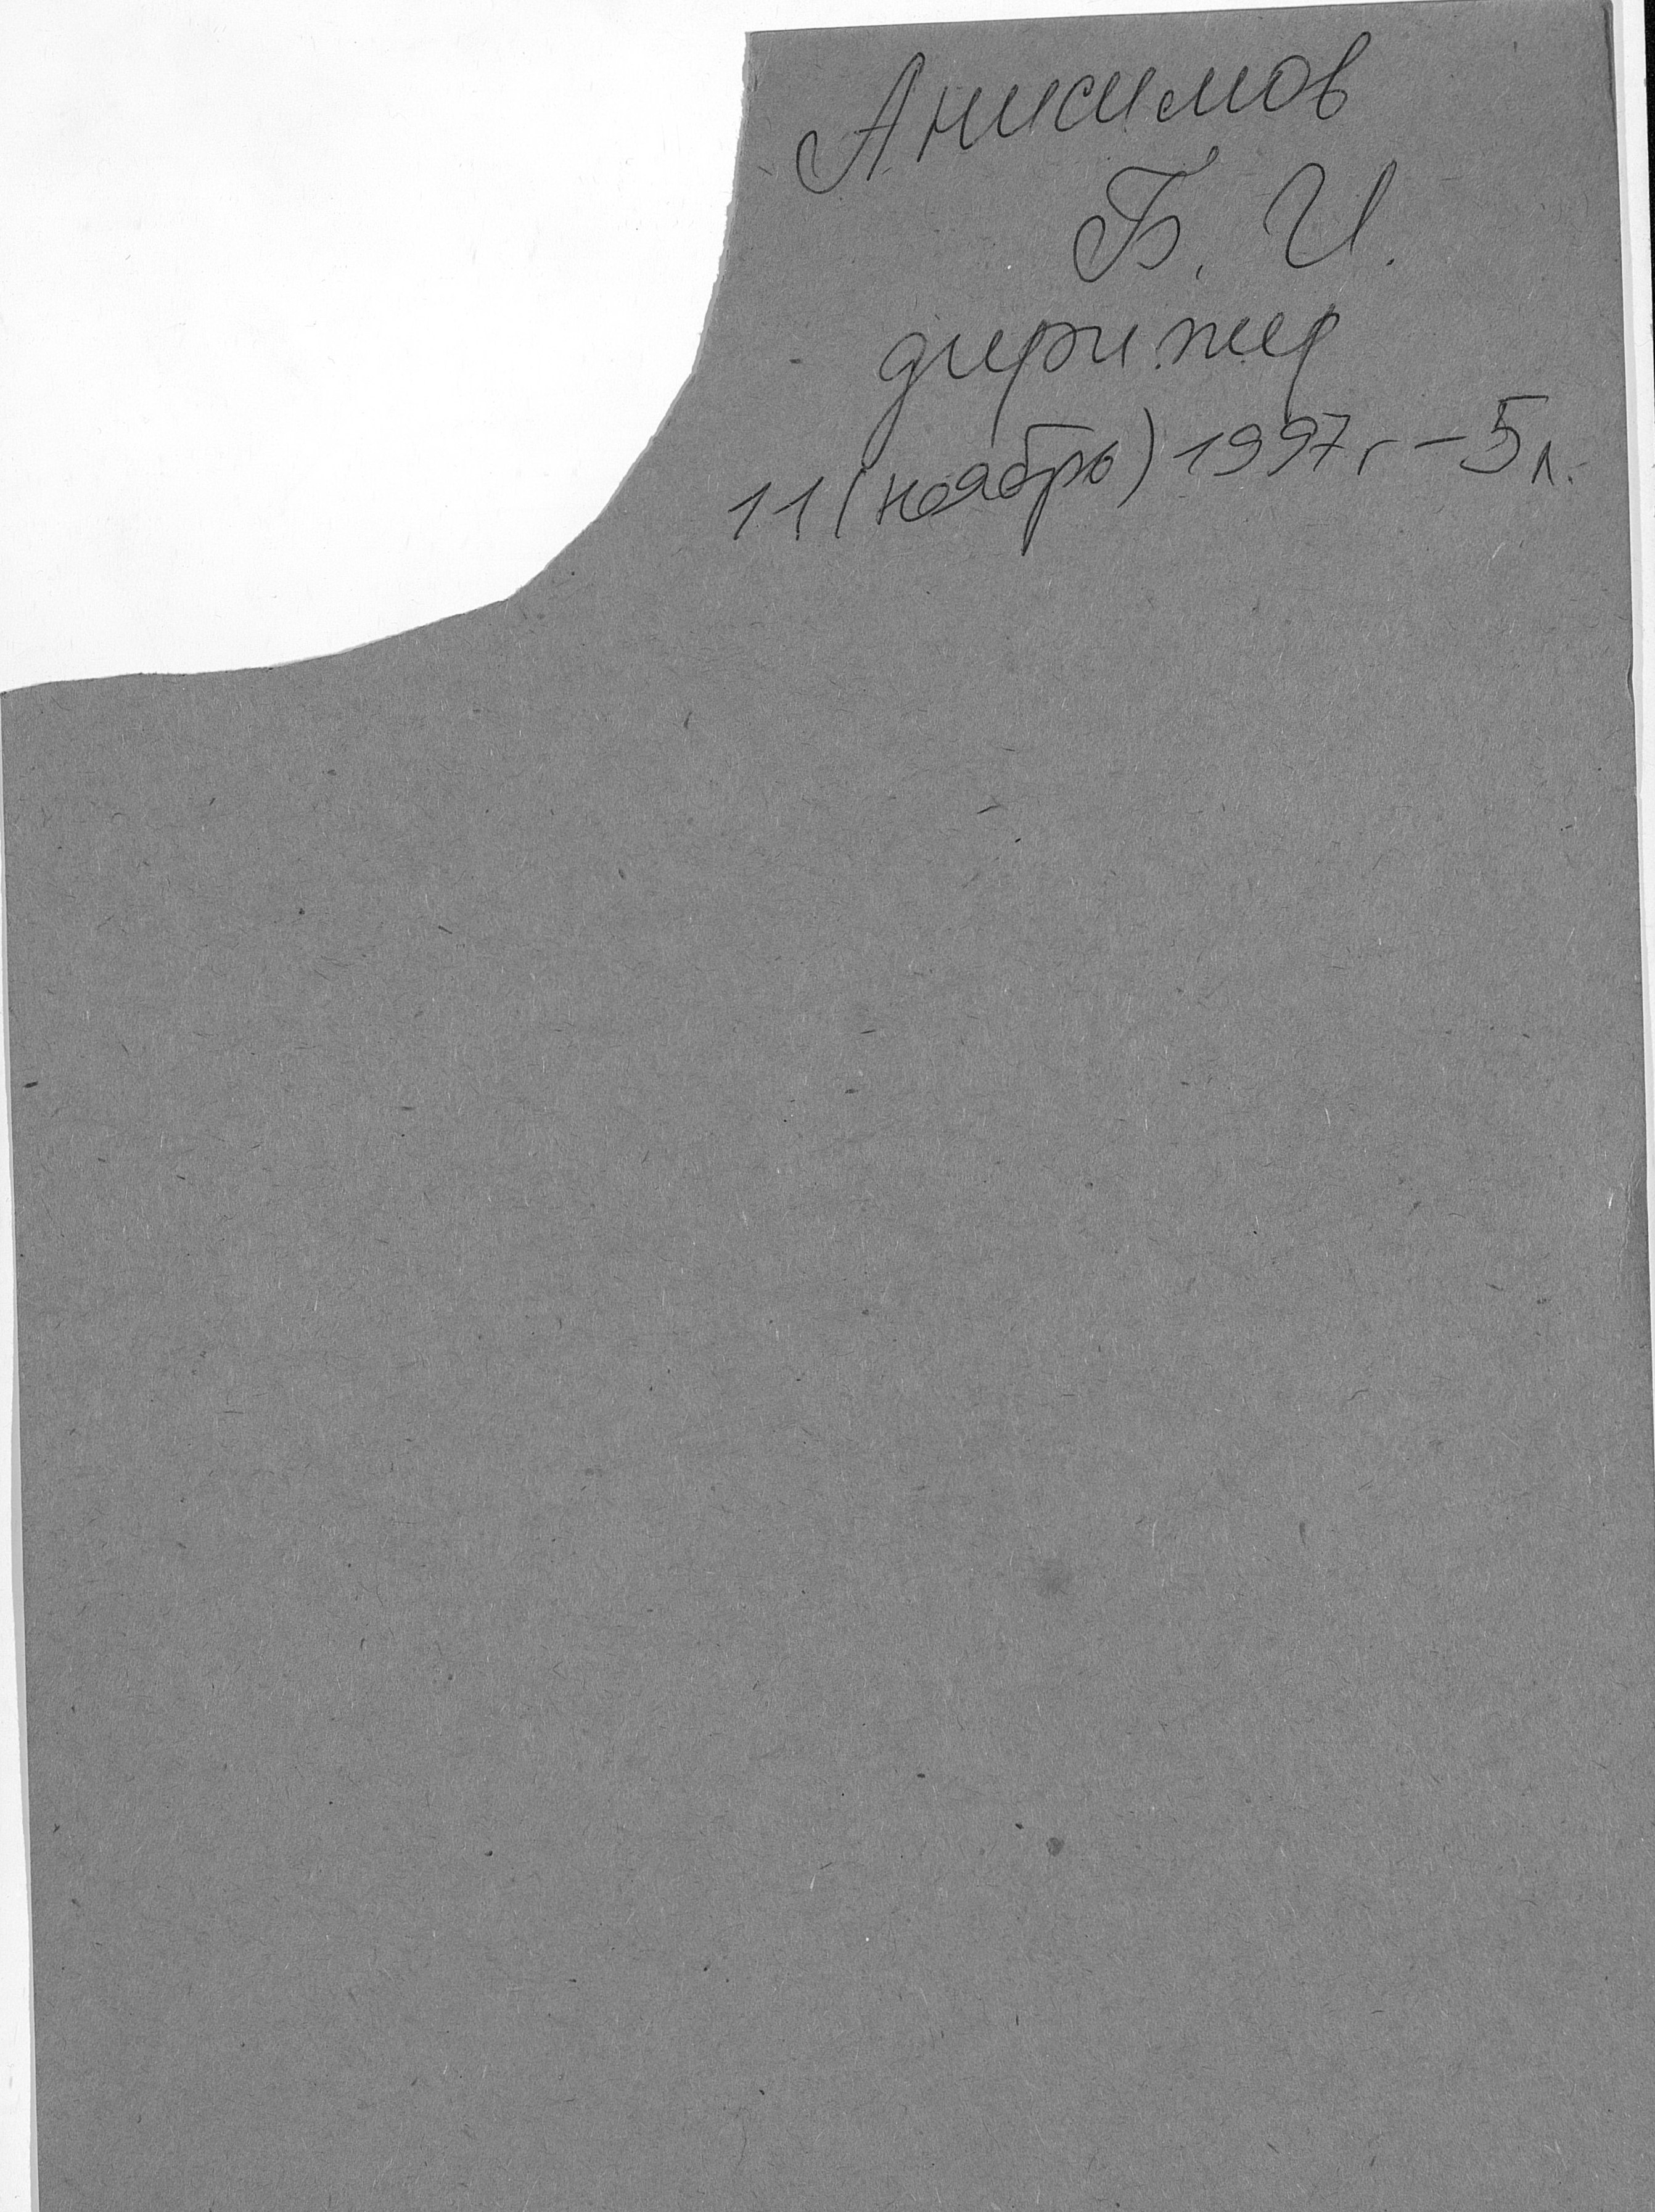 Анисимов
Б. И.
дирижер
11 (ноябрь) 1997 г - 5 л.